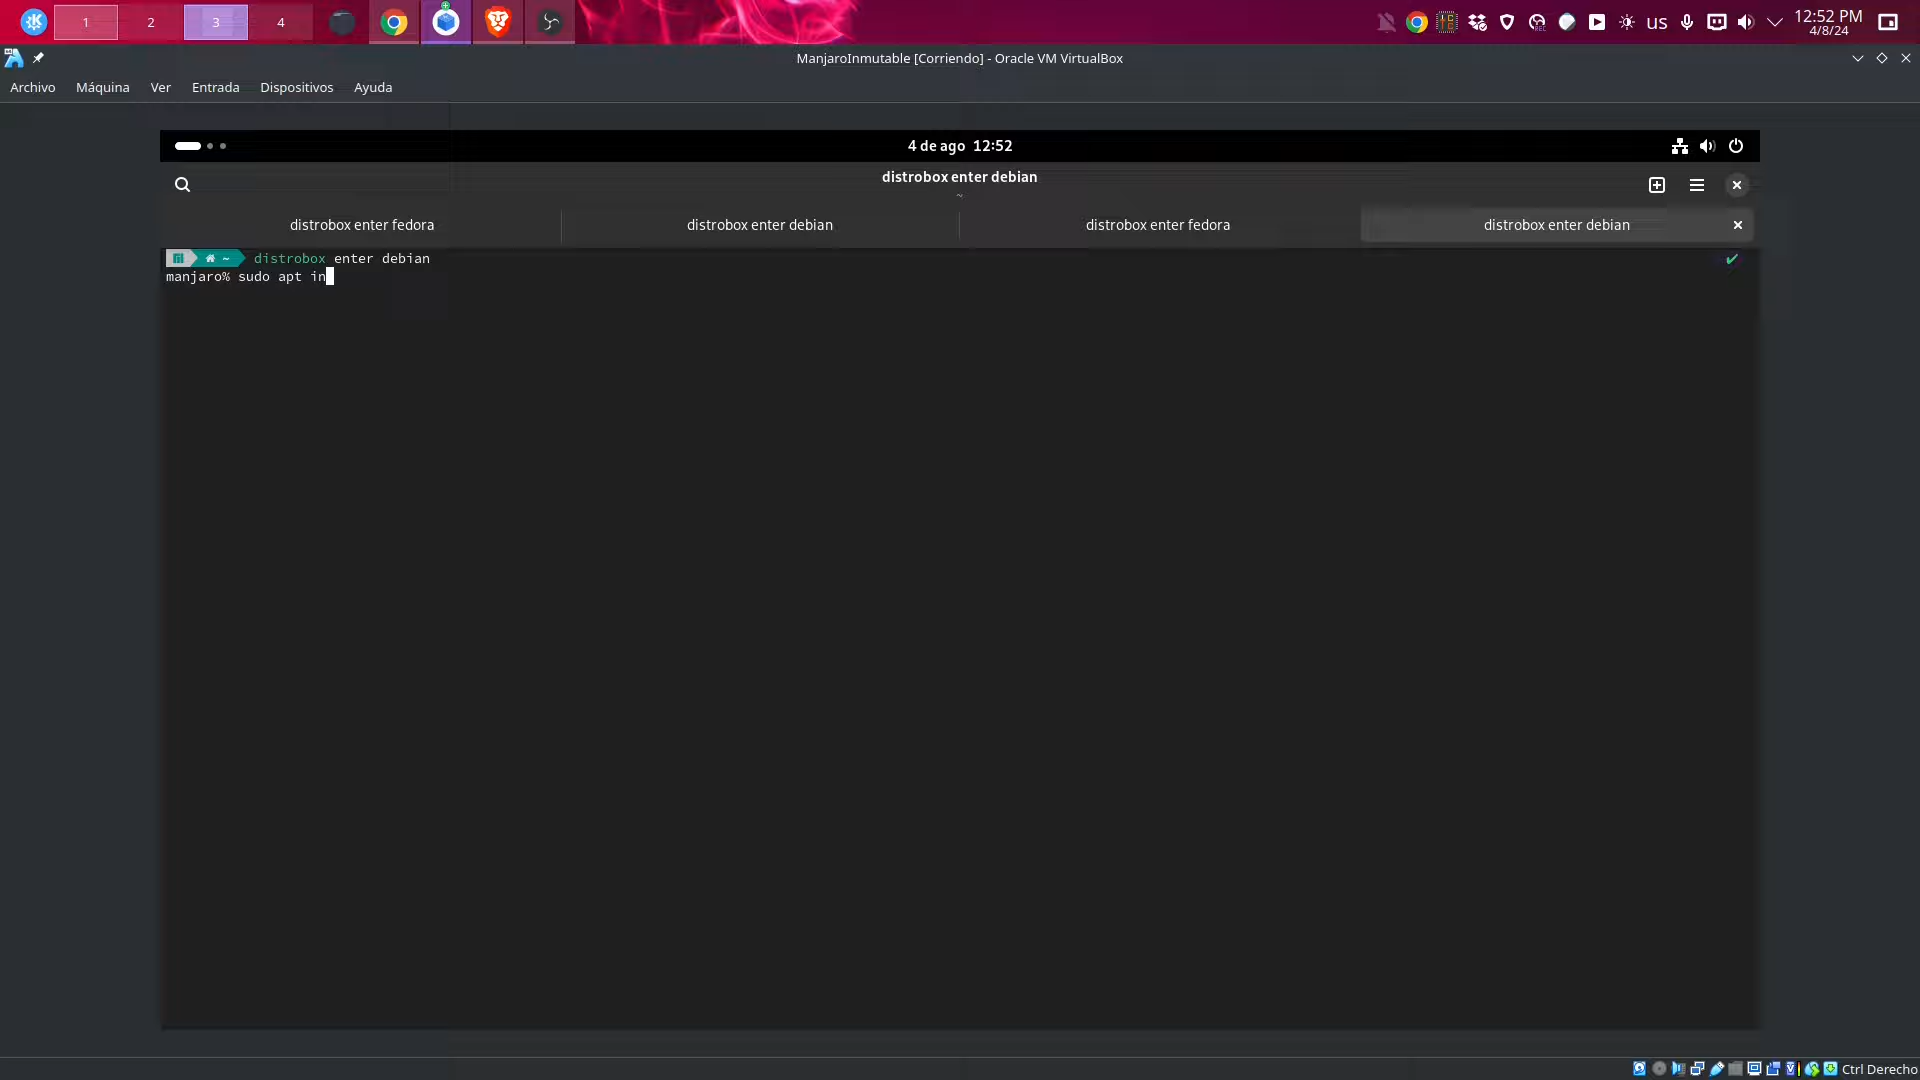 1 2 3 4
us
12:52 PM
4/8/24
ManjaroInmutable [Corriendo] - Oracle VM VirtualBox
Archivo Máquina Ver Entrada Dispositivos Ayuda
4 de ago 12:52
distrobox enter debian
~
distrobox enter fedora distrobox enter debian distrobox enter fedora distrobox enter debian
~ distrobox enter debian
manjaro% sudo apt in
Ctrl Derecho